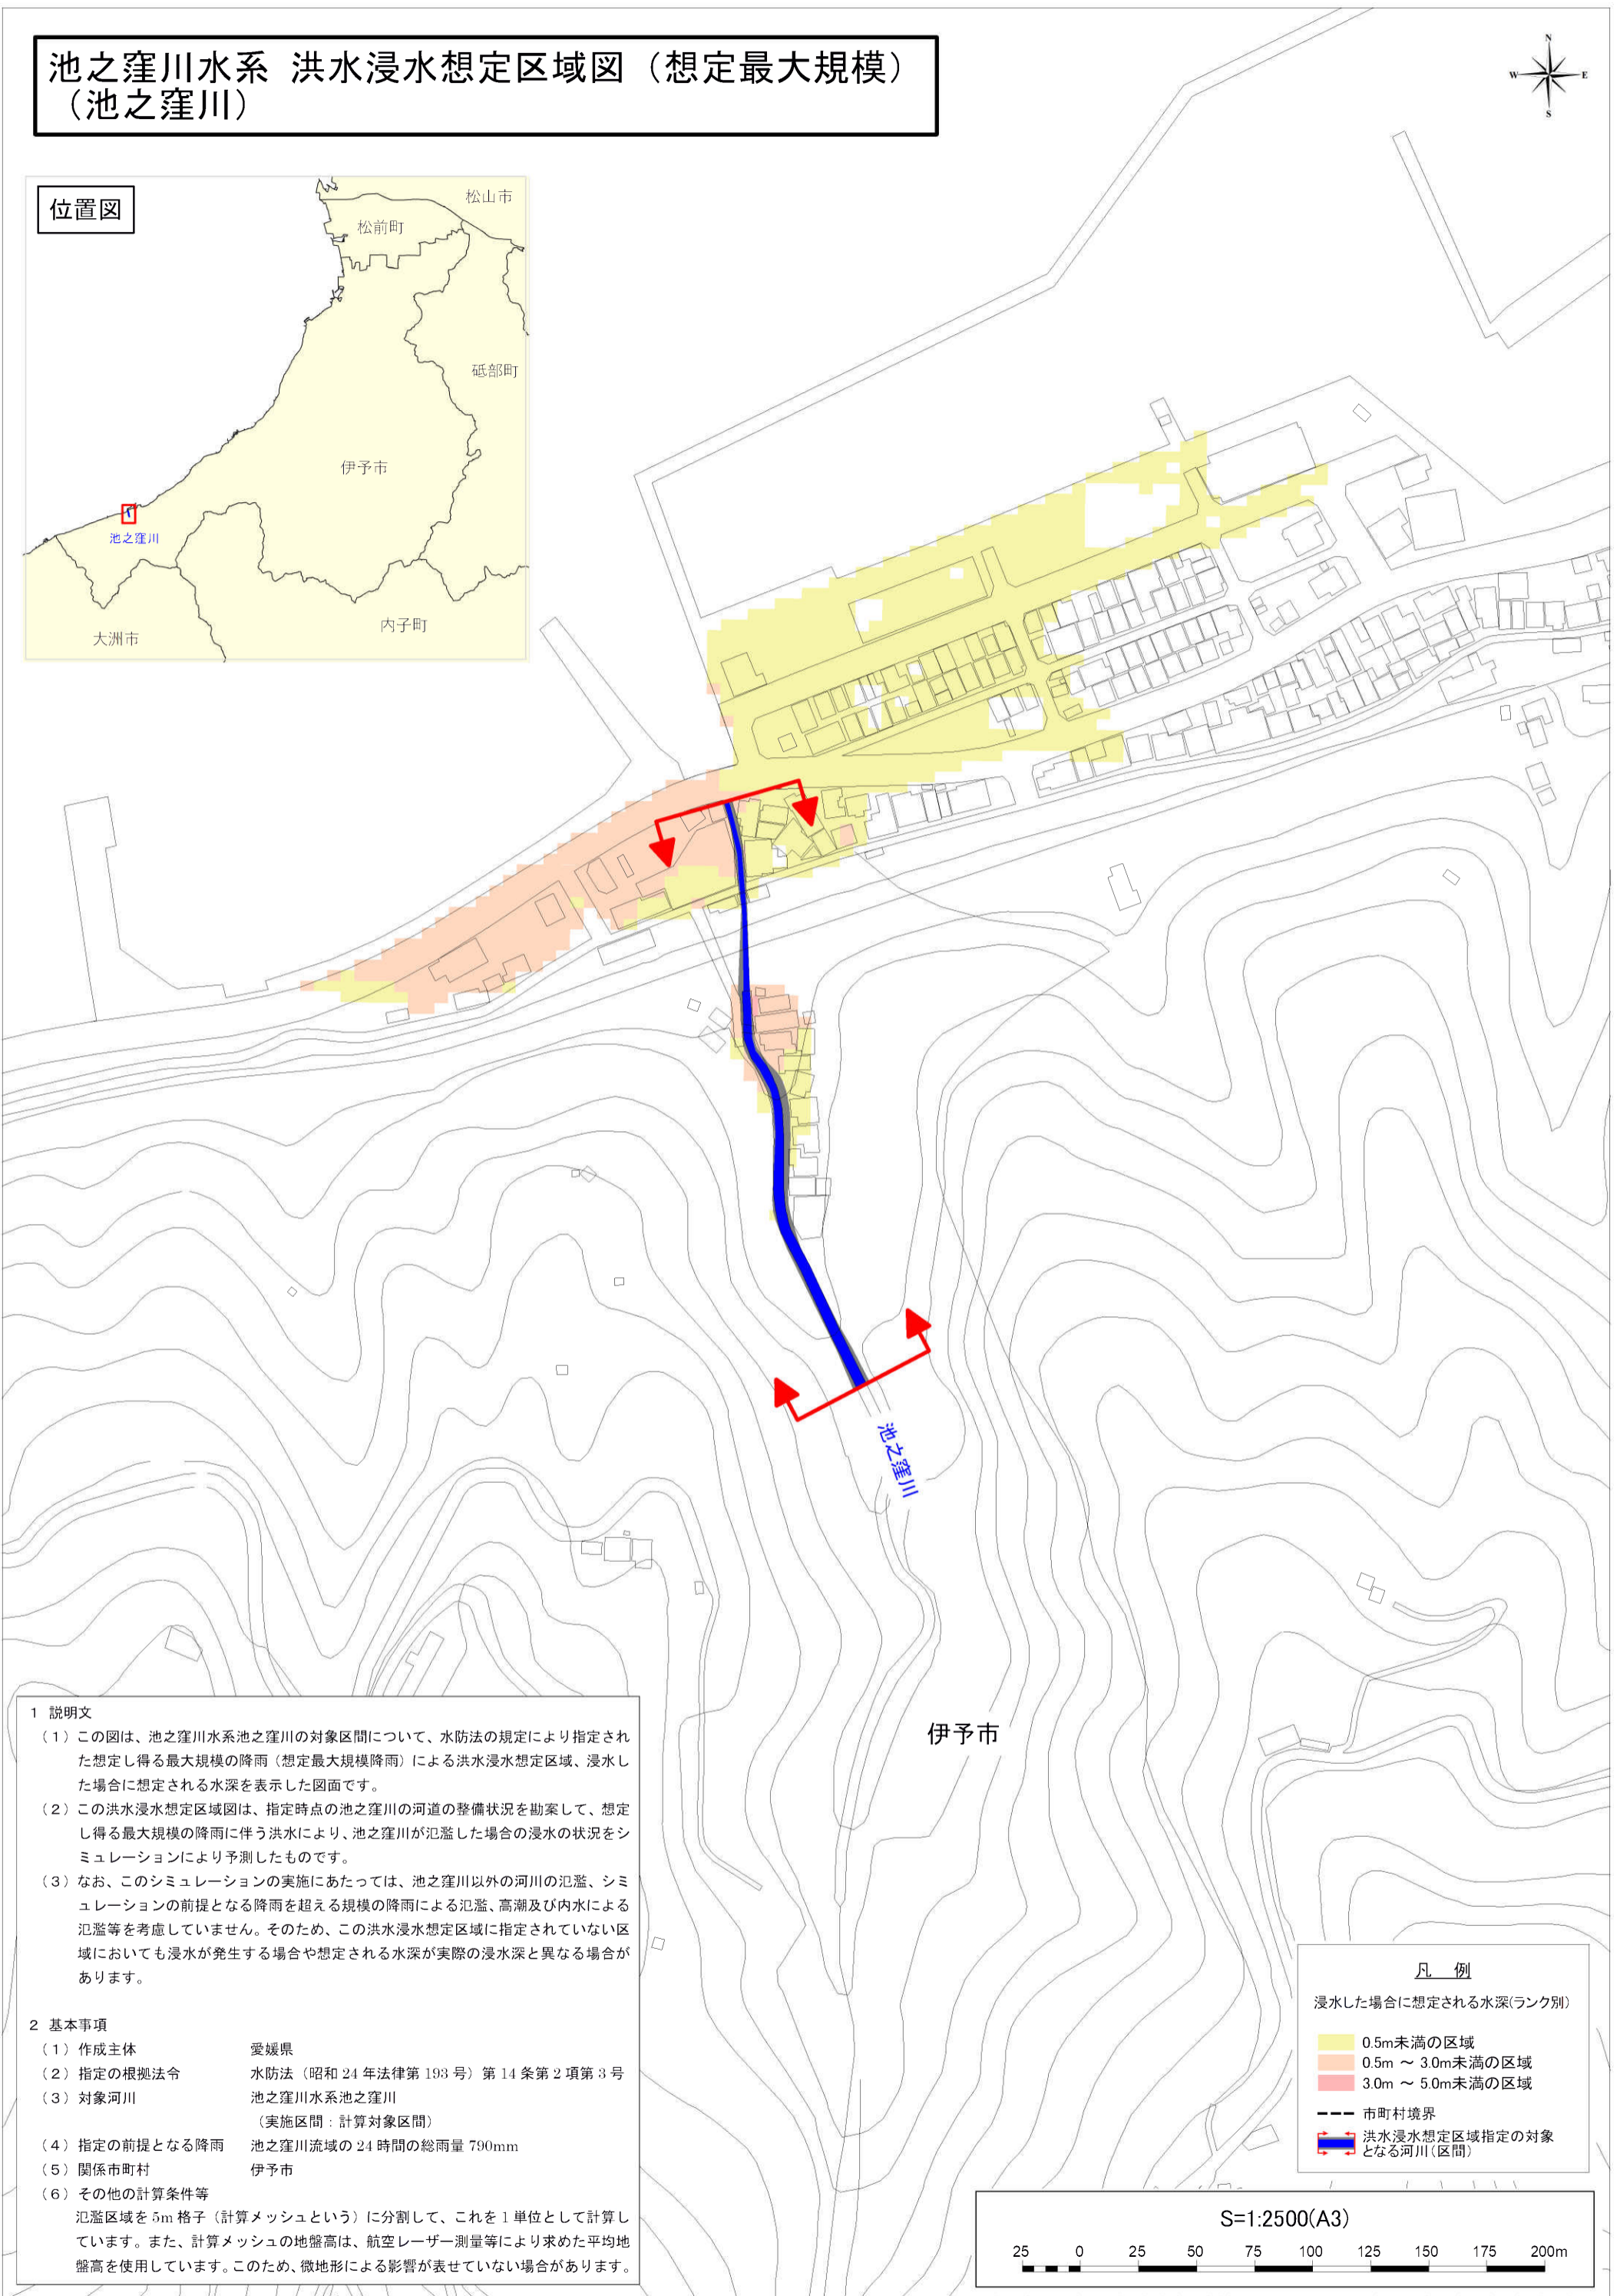 池之窪川水系 洪水浸水想定区域図（想定最大規模）
（池之窪川）
N
W
E
S
位置図
松山市
松前町
砥部町
伊予市
池之窪川
内子町
大洲市
池之窪川
伊予市
1 説明文
（1）この図は、池之窪川水系池之窪川の対象区間について、水防法の規定により指定され
た想定し得る最大規模の降雨（想定最大規模降雨）による洪水浸水想定区域、浸水し
た場合に想定される水深を表示した図面です。
（2）この洪水浸水想定区域図は、指定時点の池之窪川の河道の整備状況を勘案して、想定
し得る最大規模の降雨に伴う洪水により、池之窪川が氾濫した場合の浸水の状況をシ
ミュレーションにより予測したものです。
（3）なお、このシミュレーションの実施にあたっては、池之窪川以外の河川の氾濫、シミ
ュレーションの前提となる降雨を超える規模の降雨による氾濫、高潮及び内水による
氾濫等を考慮していません。そのため、この洪水浸水想定区域に指定されていない区
域においても浸水が発生する場合や想定される水深が実際の浸水深と異なる場合が
あります。
2 基本事項
（1）作成主体 愛媛県
（2）指定の根拠法令 水防法（昭和 24 年法律第 193 号）第 14 条第 2 項第 3 号
（3）対象河川 池之窪川水系池之窪川
（実施区間：計算対象区間）
（4）指定の前提となる降雨 池之窪川流域の 24 時間の総雨量 790mm
（5）関係市町村 伊予市
（6）その他の計算条件等
氾濫区域を 5m 格子（計算メッシュという）に分割して、これを 1 単位として計算し
ています。また、計算メッシュの地盤高は、航空レーザー測量等により求めた平均地
盤高を使用しています。このため、微地形による影響が表せていない場合があります。
凡 例
浸水した場合に想定される水深(ランク別)
0.5m未満の区域
0.5m ～ 3.0m未満の区域
3.0m ～ 5.0m未満の区域
市町村境界
洪水浸水想定区域指定の対象
となる河川（区間）
S=1:2500(A3)
25 0 25 50 75 100 125 150 175 200m